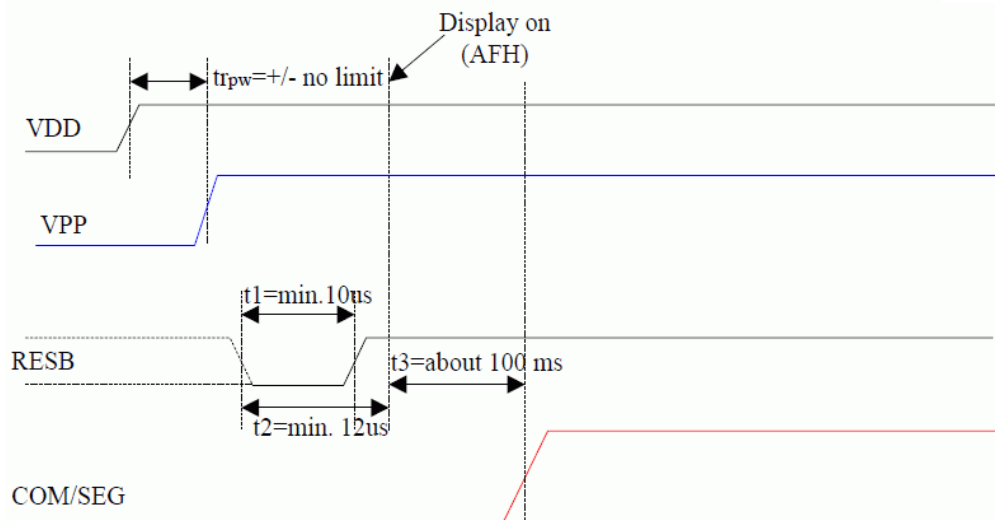 Display on
(AFH)
trpw=+/- no limit
VDD
VPP
t1=min.10us
RESB
t3=about 100 ms
t2=min. 12us
COM/SEG